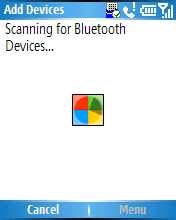 Add Devices
Scanning for Bluetooth
Devices...
Cancel
Menu